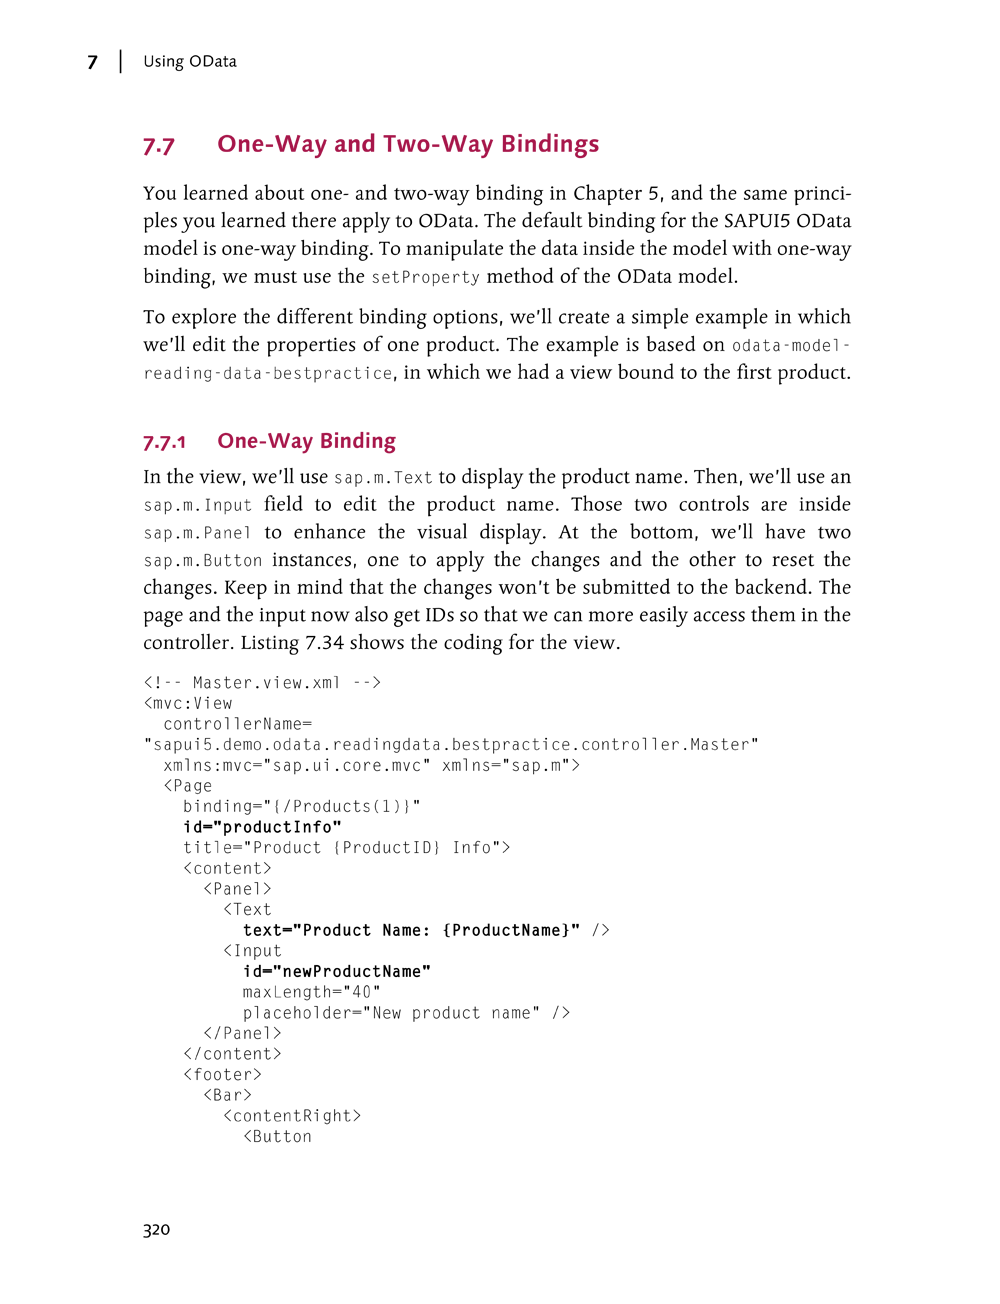 7 | Using OData
7.7 One-Way and Two-Way Bindings
You learned about one- and two-way binding in Chapter 5, and the same princi-
ples you learned there apply to OData. The default binding for the SAPUI5 OData
model is one-way binding. To manipulate the data inside the model with one-way
binding, we must use the setProperty method of the OData model.
To explore the different binding options, we’ll create a simple example in which
we’ll edit the properties of one product. The example is based on odata-model-
reading-data-bestpractice, in which we had a view bound to the first product.
7.7.1 One-Way Binding
In the view, we’ll use sap.m.Text to display the product name. Then, we’ll use an
sap.m.Input field to edit the product name. Those two controls are inside
sap.m.Panel to enhance the visual display. At the bottom, we’ll have two
sap.m.Button instances, one to apply the changes and the other to reset the
changes. Keep in mind that the changes won’t be submitted to the backend. The
page and the input now also get IDs so that we can more easily access them in the
controller. Listing 7.34 shows the coding for the view.
<!-- Master.view.xml -->
<mvc:View
  controllerName=
"sapui5.demo.odata.readingdata.bestpractice.controller.Master"
  xmlns:mvc="sap.ui.core.mvc" xmlns="sap.m">
  <Page
    binding="{/Products(1)}"
    id="productInfo"
    title="Product {ProductID} Info">
    <content>
      <Panel>
        <Text
          text="Product Name: {ProductName}" />
        <Input
          id="newProductName"
          maxLength="40"
          placeholder="New product name" />
      </Panel>
    </content>
    <footer>
      <Bar>
        <contentRight>
          <Button
320